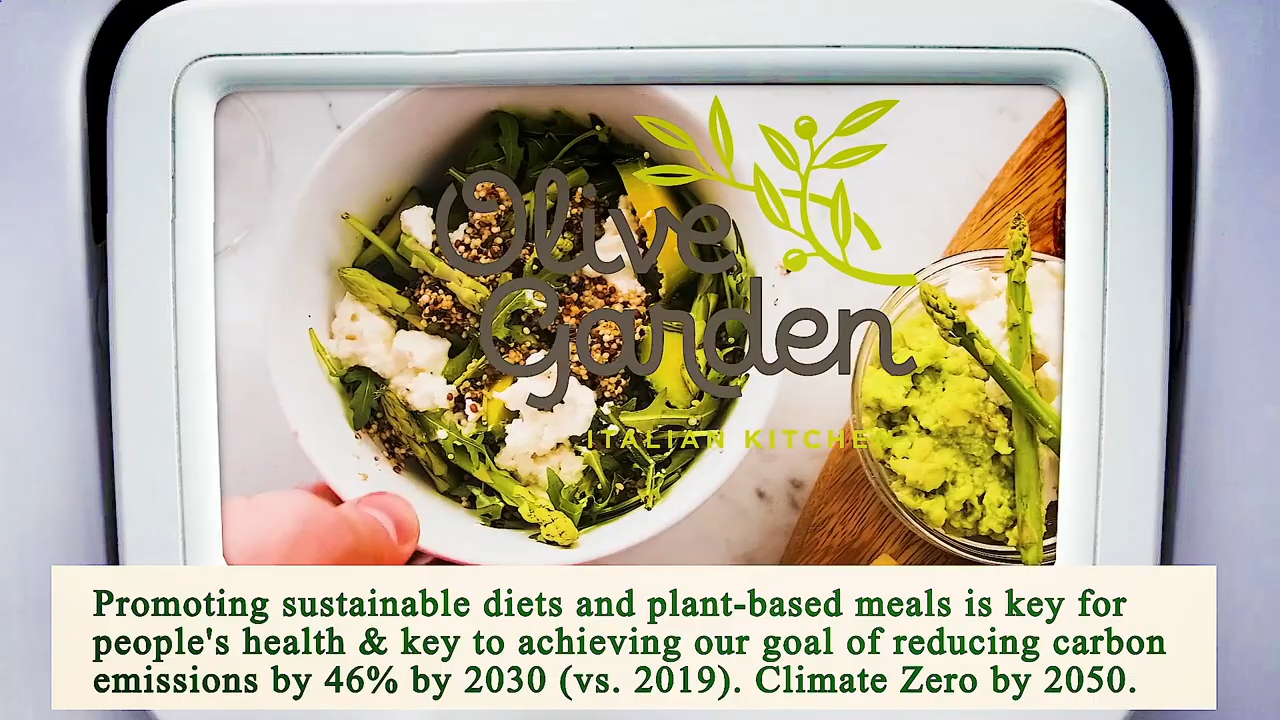 Olive
Garden
ITALIAN KITCHEN
Promoting sustainable diets and plant-based meals is key for
people's health & key to achieving our goal of reducing carbon
emissions by 46% by 2030 (vs. 2019). Climate Zero by 2050.